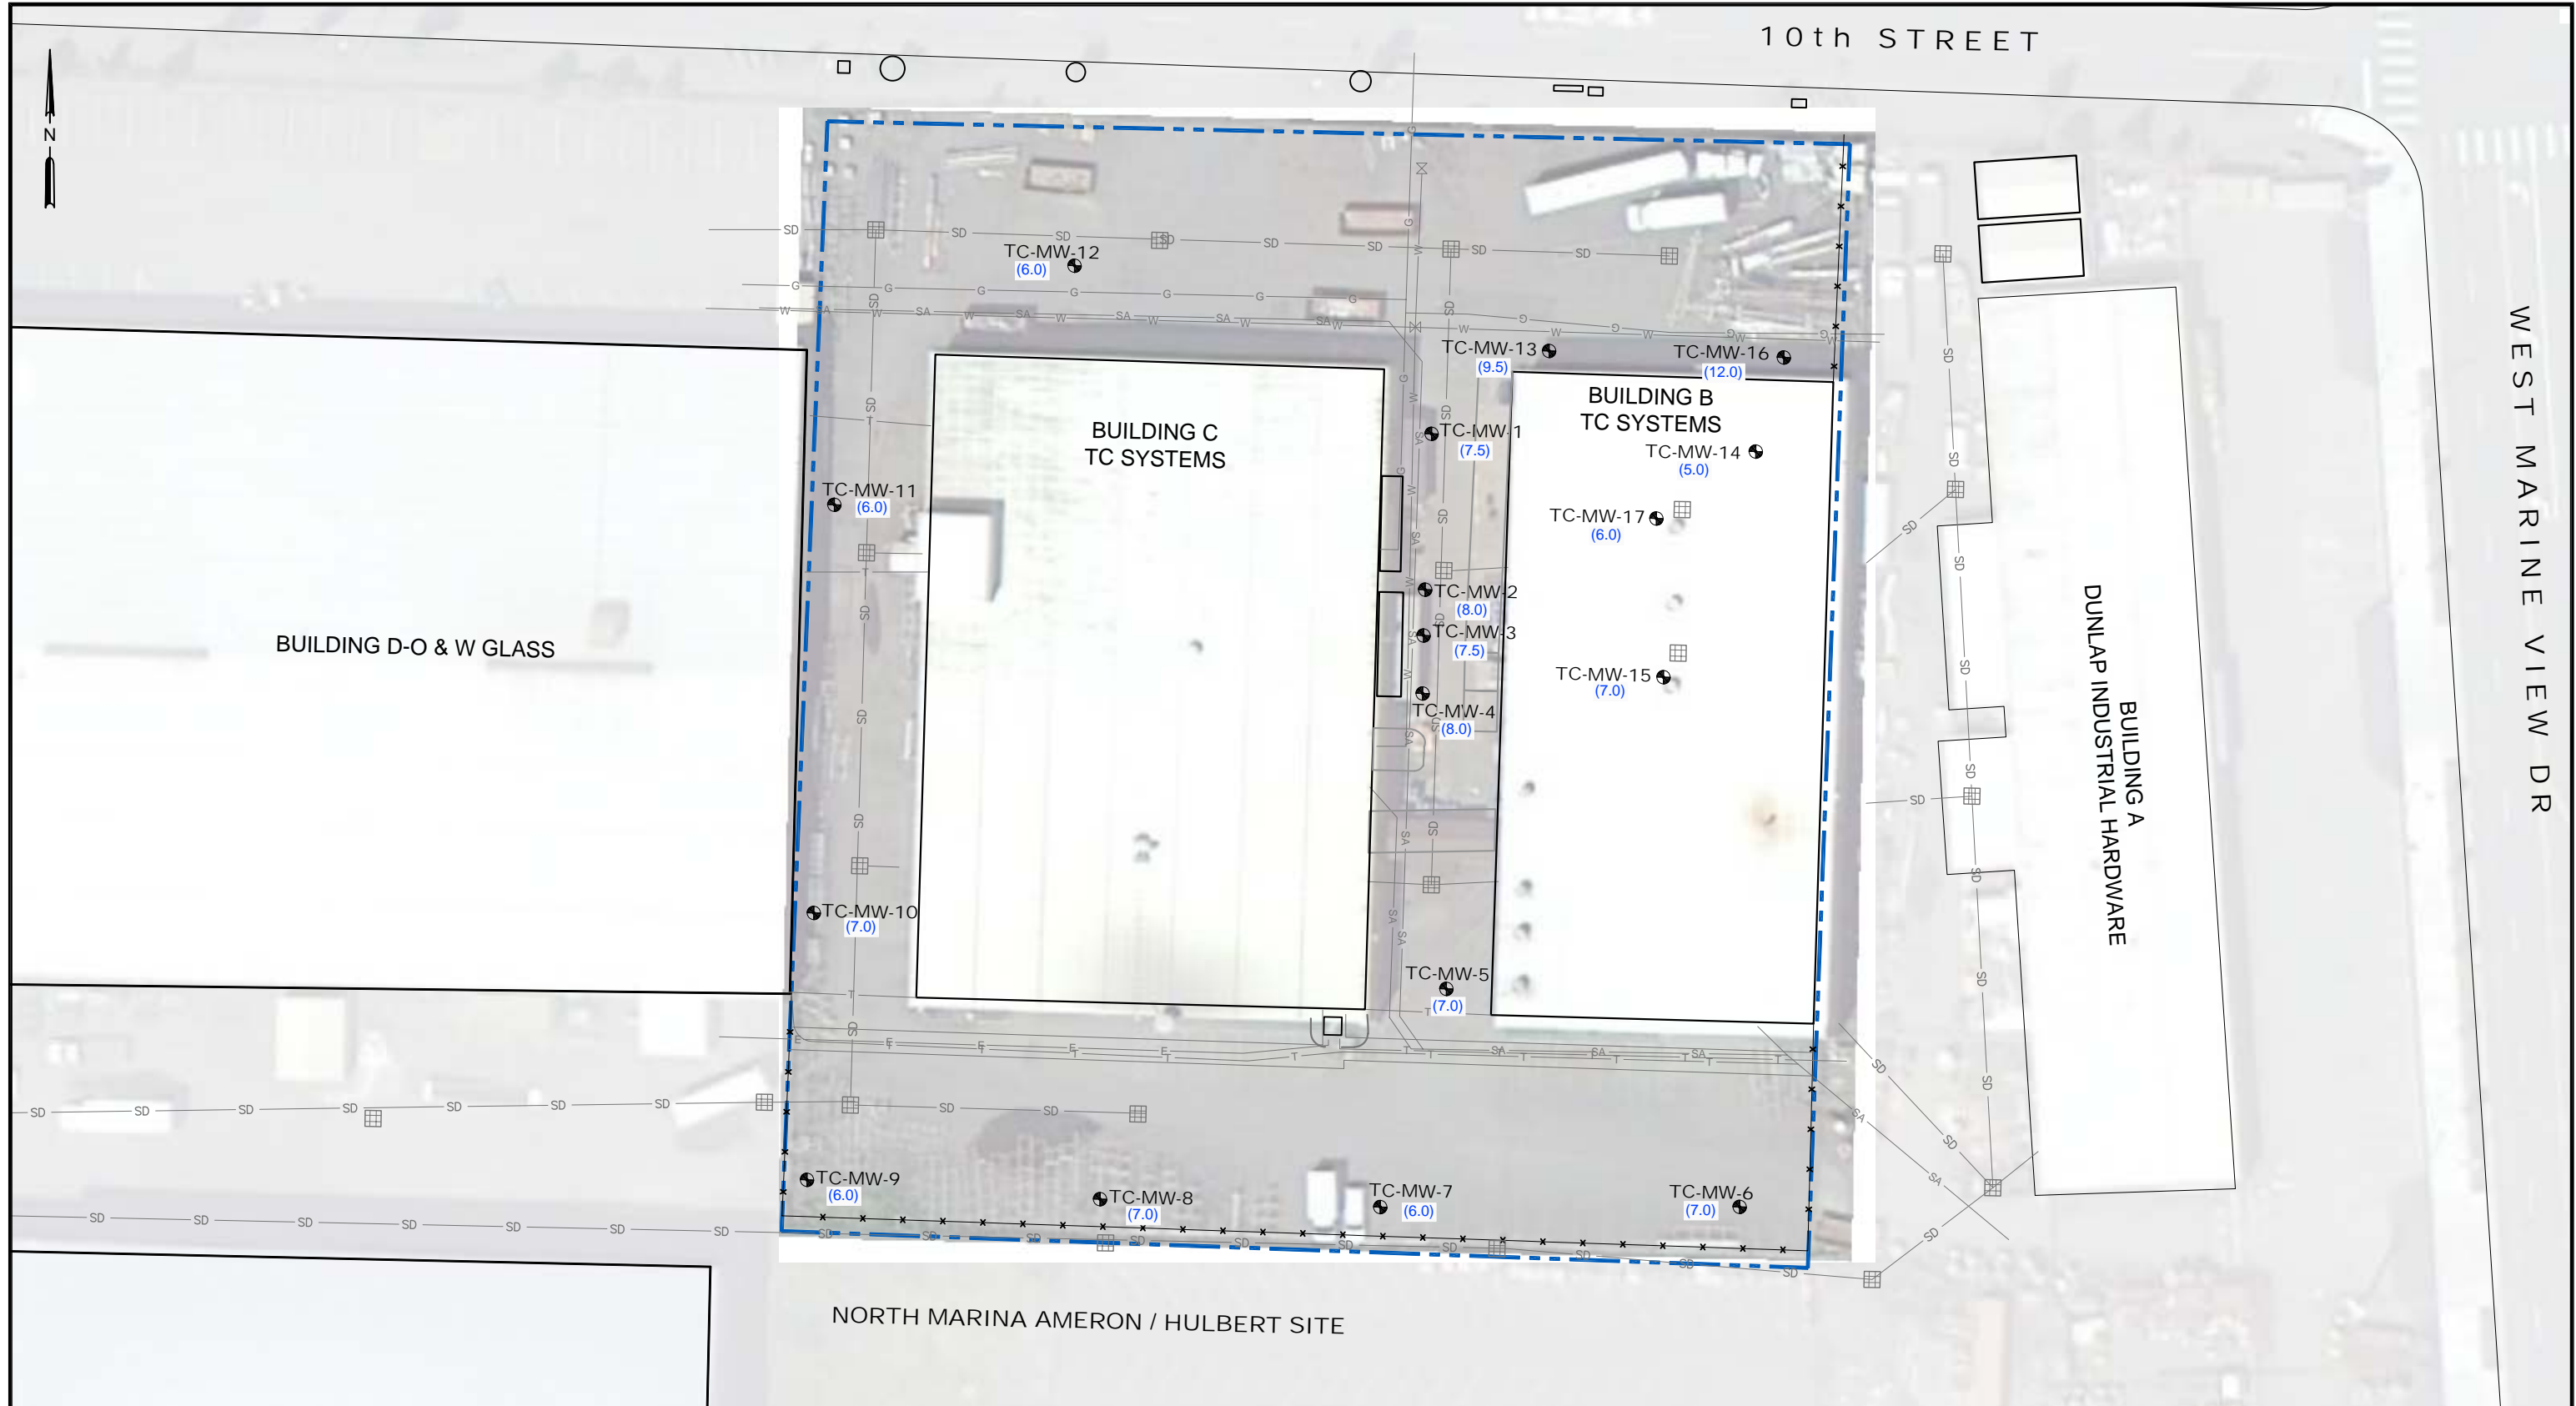 10th STREET
N
TC-MW-12
(6.0)
TC-MW-13
(9.5)
TC-MW-16
(12.0)
BUILDING B
TC SYSTEMS
BUILDING C
TC SYSTEMS
TC-MW-1
(7.5)
TC-MW-14
(5.0)
TC-MW-11
(6.0)
TC-MW-17
(6.0)
TC-MW-2
(8.0)
TC-MW-3
(7.5)
BUILDING D-O & W GLASS
TC-MW-15
(7.0)
TC-MW-4
(8.0)
BUILDING A
DUNLAP INDUSTRIAL HARDWARE
WEST MARINE VIEW DR
TC-MW-10
(7.0)
TC-MW-5
(7.0)
TC-MW-9
(6.0)
TC-MW-8
(7.0)
TC-MW-7
(6.0)
TC-MW-6
(7.0)
NORTH MARINA AMERON / HULBERT SITE